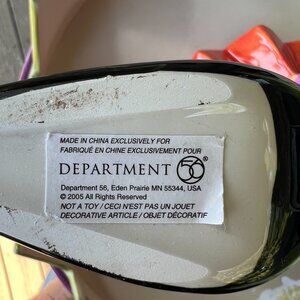 MADE IN CHINA EXCLUSIVELY FOR
FABRIQUÉ EN CHINE EXCLUSIVEMENT POUR
DEPARTMENT 56®
Department 56, Eden Prairie MN 55344, USA
© 2005 All Rights Reserved
NOT A TOY / CECI N'EST PAS UN JOUET
DECORATIVE ARTICLE / OBJET DÉCORATIF